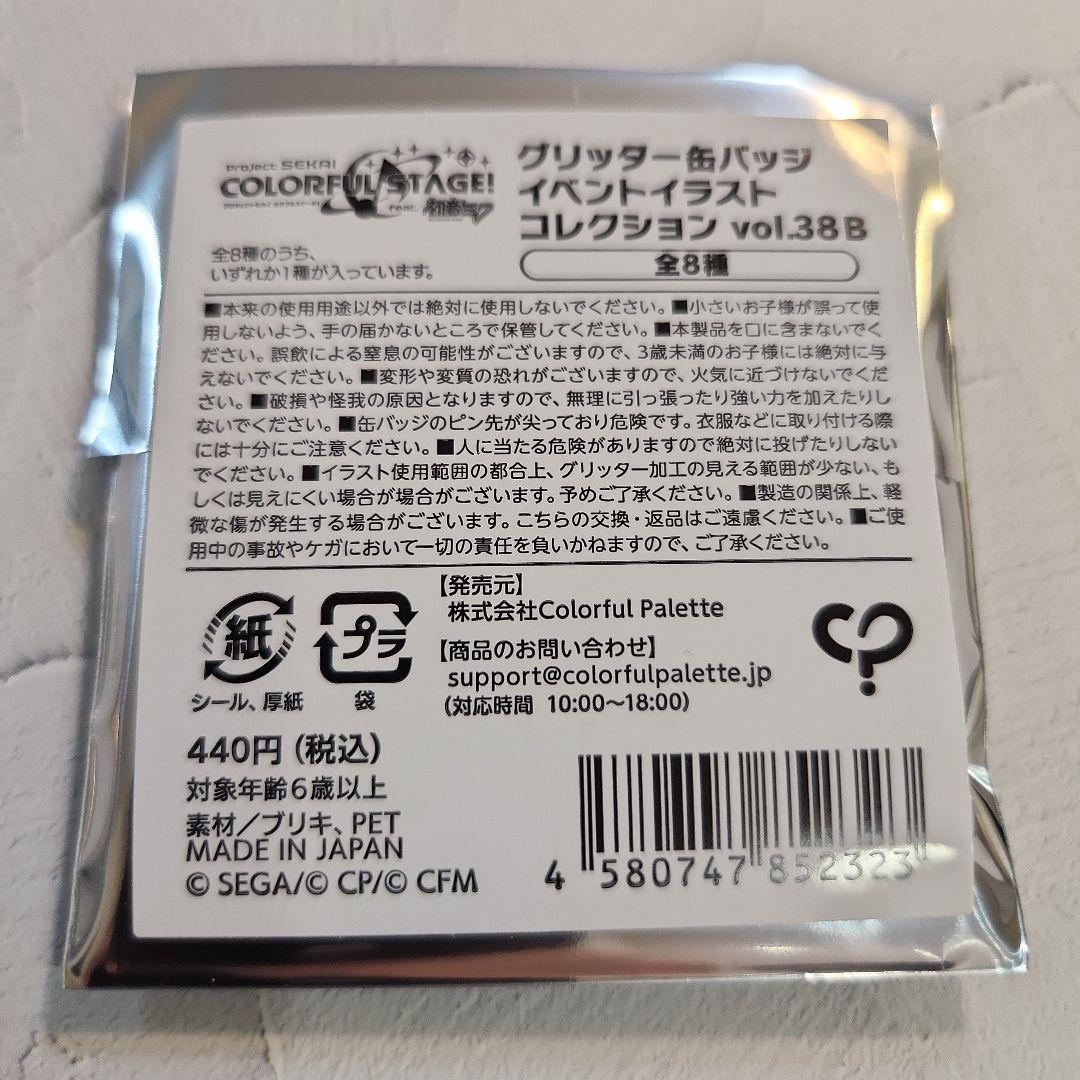 Project SEKAI
COLORFUL STAGE!
プロジェクトセカイ カラフルステージ!
feat. 初音ミク
グリッター缶バッジ
イベントイラスト
コレクション vol.38 B
全8種
全8種のうち、
いずれか1種が入っています。
■本来の使用用途以外では絶対に使用しないでください。■小さいお子様が誤って使
用しないよう、手の届かないところで保管してください。■本製品を口に含まないでく
ださい。誤飲による窒息の可能性がございますので、3歳未満のお子様には絶対に与
えないでください。■変形や変質の恐れがございますので、火気に近づけないでくだ
さい。■破損や怪我の原因となりますので、無理に引っ張ったり強い力を加えたりし
ないでください。■缶バッジのピン先が尖っており危険です。衣服などに取り付ける際
には十分にご注意ください。■人に当たる危険がありますので絶対に投げたりしない
でください。■イラスト使用範囲の都合上、グリッター加工の見える範囲が少ない、も
しくは見えにくい場合が場合がございます。予めご了承ください。■製造の関係上、軽
微な傷が発生する場合がございます。こちらの交換・返品はご遠慮ください。■ご使
用中の事故やケガにおいて一切の責任を負いかねますので、ご了承ください。
紙
シール、厚紙
プラ
袋
【発売元】
株式会社Colorful Palette
【商品のお問い合わせ】
support@colorfulpalette.jp
(対応時間 10:00〜18:00)
440円(税込)
対象年齢6歳以上
素材/ブリキ、PET
MADE IN JAPAN
© SEGA/© CP/© CFM
4 580747 852323